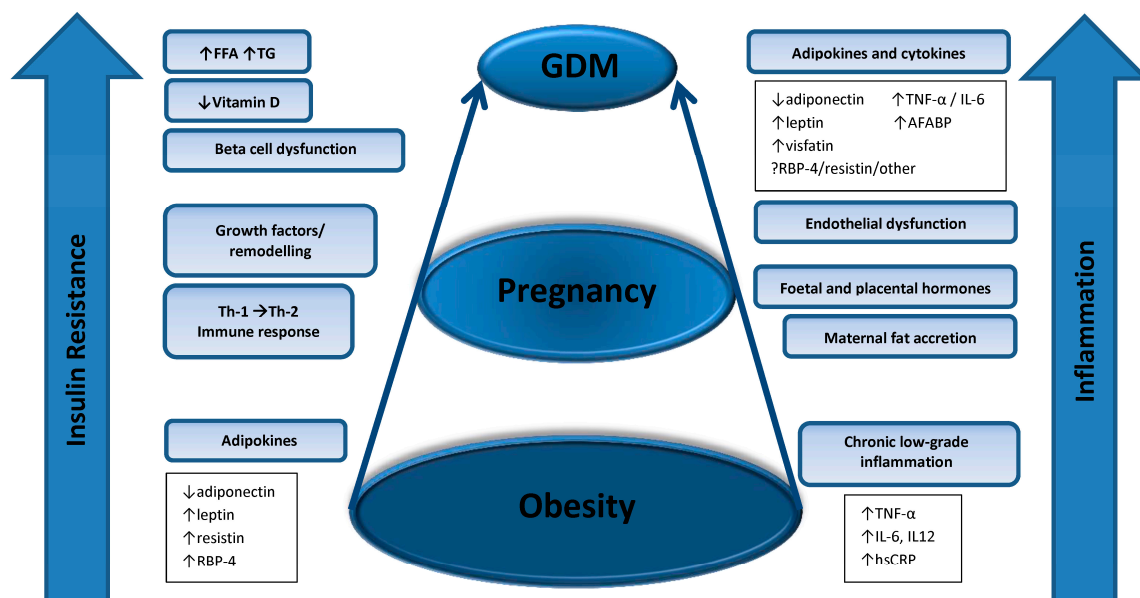 Insulin Resistance
↑FFA ↑TG
↓Vitamin D
Beta cell dysfunction
Growth factors/
remodelling
Th-1 →Th-2
Immune response
Adipokines
↓adiponectin
↑leptin
↑resistin
↑RBP-4
GDM
Pregnancy
Obesity
Adipokines and cytokines
↓adiponectin ↑TNF-α / IL-6
↑leptin ↑AFABP
↑visfatin
?RBP-4/resistin/other
Endothelial dysfunction
Foetal and placental hormones
Maternal fat accretion
Chronic low-grade
inflammation
↑TNF-α
↑IL-6, IL12
↑hsCRP
Inflammation